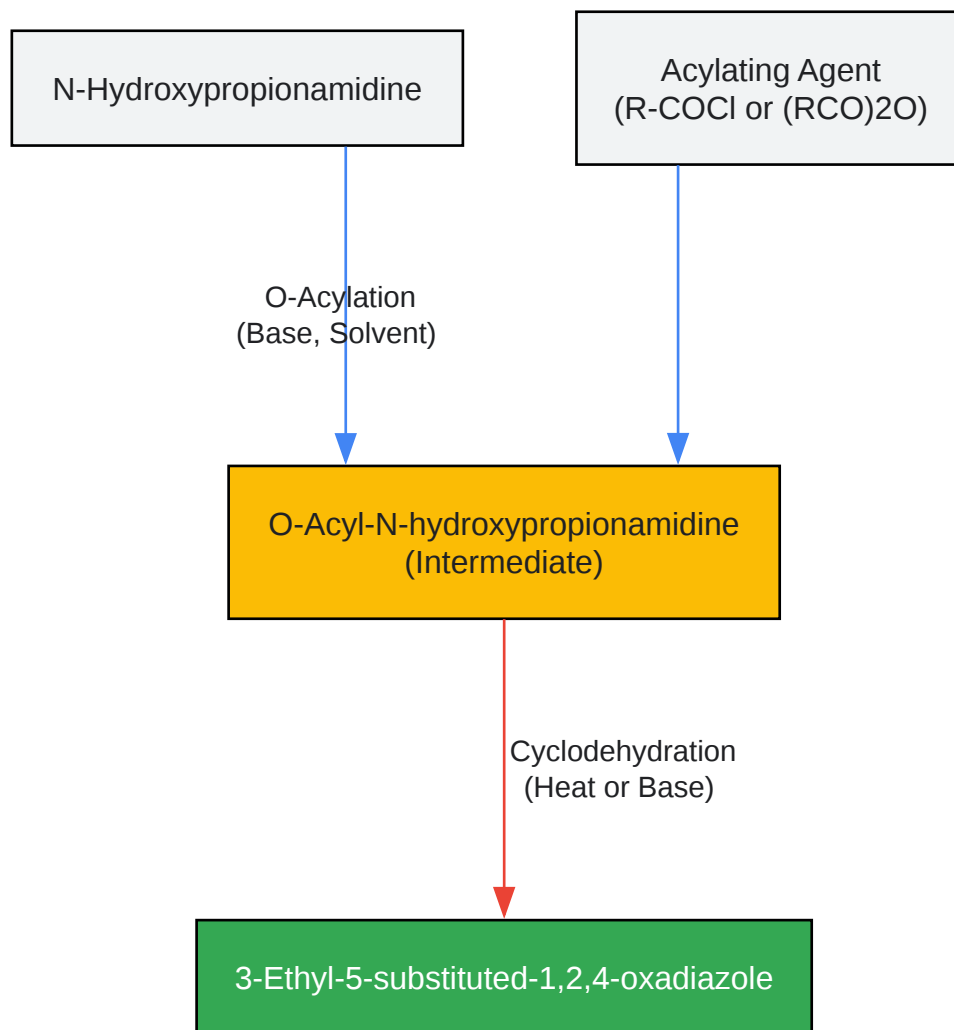 N-Hydroxypropionamidine
Acylating Agent
(R-COCl or (RCO)2O)
O-Acylation
(Base, Solvent)
O-Acyl-N-hydroxypropionamidine
(Intermediate)
Cyclodehydration
(Heat or Base)
3-Ethyl-5-substituted-1,2,4-oxadiazole